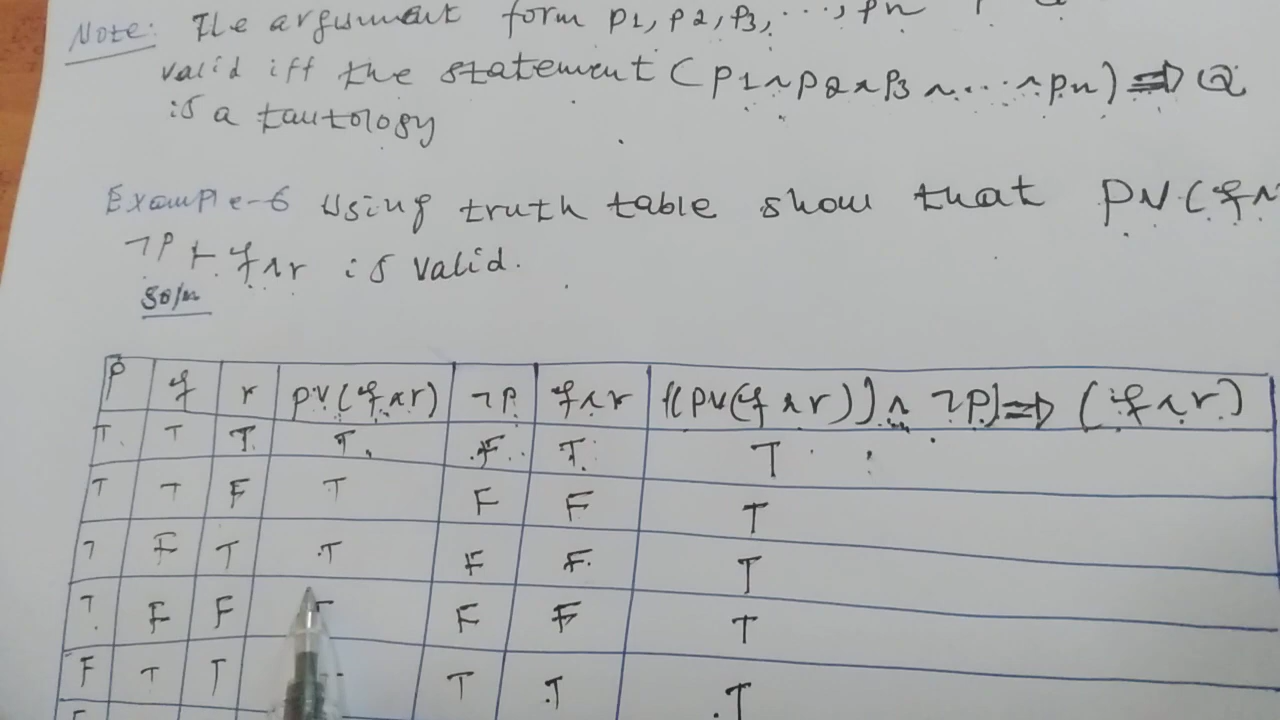 Note: The argument form p1, p2, p3, ..., pn
valid iff the statement (p1∧p2∧p3∧...∧pn) ⇒ Q
is a tautology
Example-6 Using truth table show that p∨(q∧
¬p ⊢ q∧r is valid.
Soln
p q r p∨(q∧r) ¬p q∧r [(p∨(q∧r))∧¬p]⇒(q∧r)
T T T T F T T
T T F T F F T
T F T T F F T
T F F T F F T
F T T T T T
F